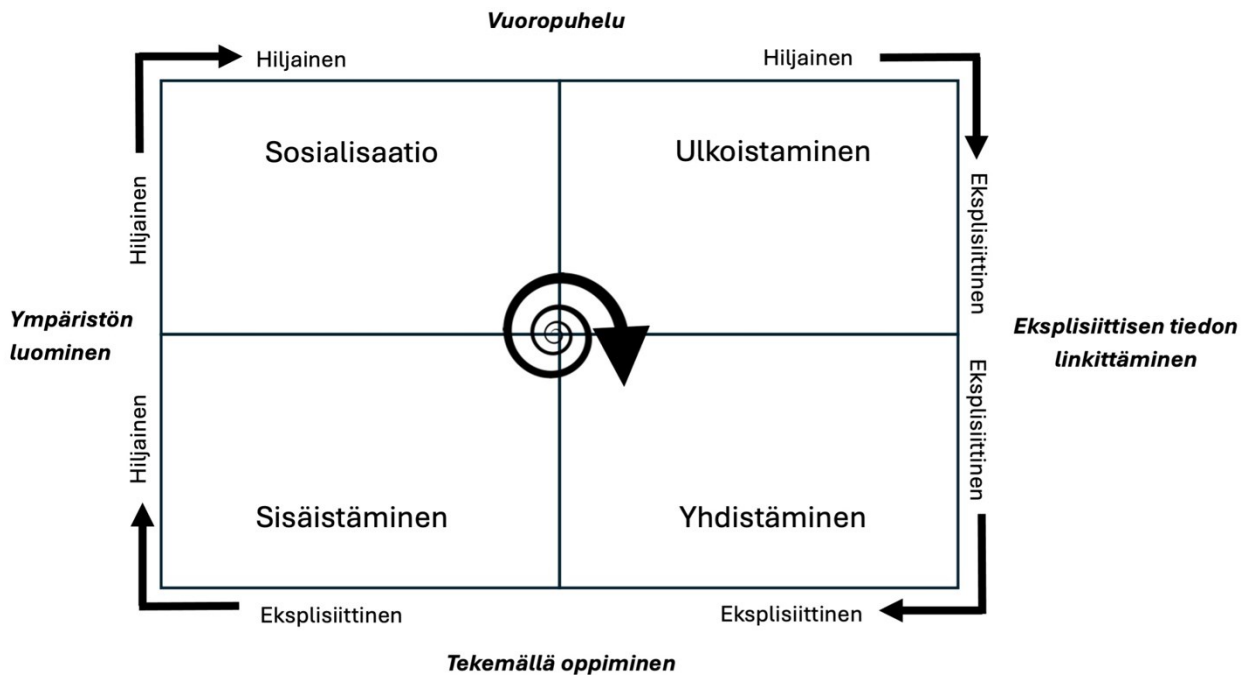 Vuoropuhelu
Hiljainen
Hiljainen
Sosialisaatio
Ulkoistaminen
Hiljainen
Eksplisiittinen
Ympäristön
luominen
Eksplisiittisen tiedon
linkittäminen
Hiljainen
Eksplisiittinen
Sisäistäminen
Yhdistäminen
Eksplisiittinen
Eksplisiittinen
Tekemällä oppiminen